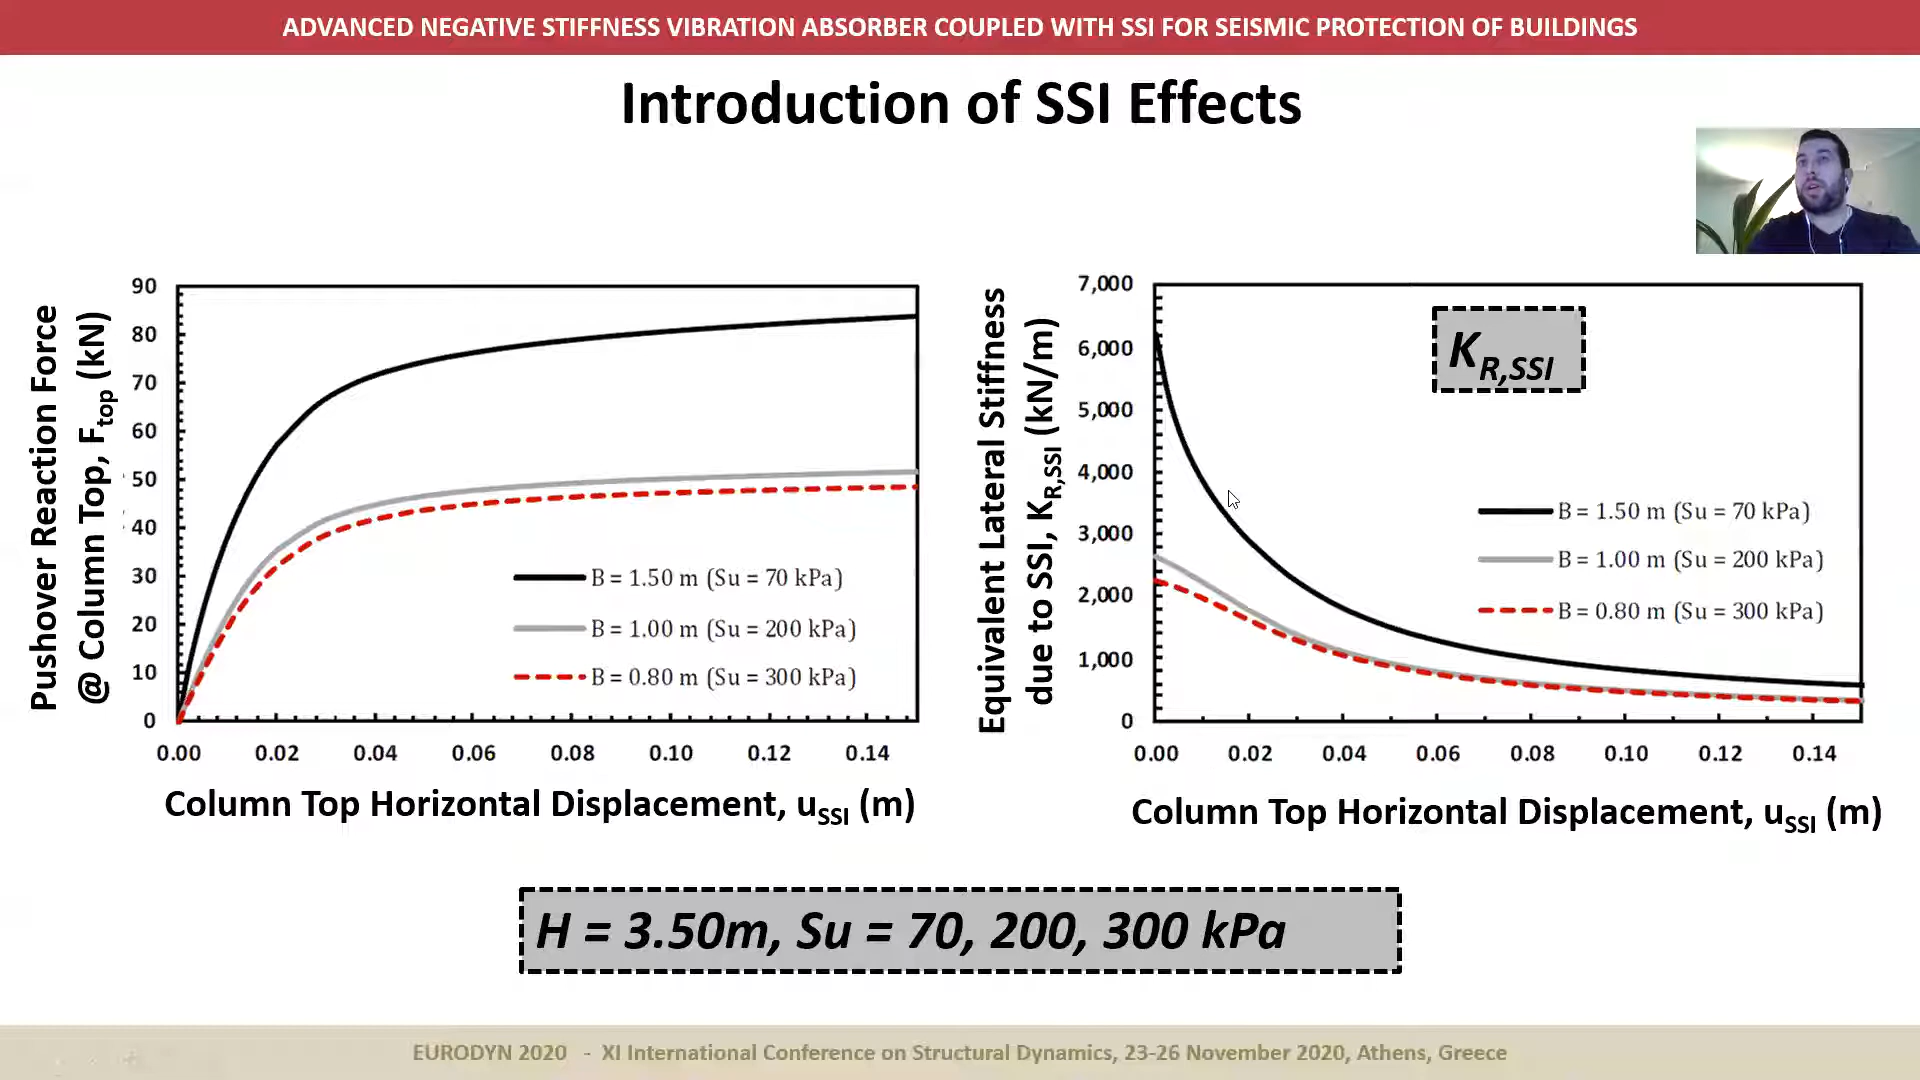 ADVANCED NEGATIVE STIFFNESS VIBRATION ABSORBER COUPLED WITH SSI FOR SEISMIC PROTECTION OF BUILDINGS
Introduction of SSI Effects
Pushover Reaction Force
@ Column Top, Ftop (kN)
90
80
70
60
50
40
30
20
10
0
0.00 0.02 0.04 0.06 0.08 0.10 0.12 0.14
B = 1.50 m (Su = 70 kPa)
B = 1.00 m (Su = 200 kPa)
B = 0.80 m (Su = 300 kPa)
Column Top Horizontal Displacement, uSSI (m)
Equivalent Lateral Stiffness
due to SSI, KR,SSI (kN/m)
7,000
6,000
5,000
4,000
3,000
2,000
1,000
0
0.00 0.02 0.04 0.06 0.08 0.10 0.12 0.14
KR,SSI
B = 1.50 m (Su = 70 kPa)
B = 1.00 m (Su = 200 kPa)
B = 0.80 m (Su = 300 kPa)
Column Top Horizontal Displacement, uSSI (m)
H = 3.50m, Su = 70, 200, 300 kPa
EURODYN 2020 - XI International Conference on Structural Dynamics, 23-26 November 2020, Athens, Greece